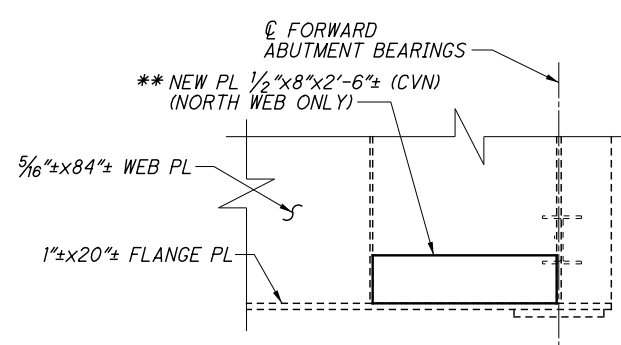 ℄ FORWARD
ABUTMENT BEARINGS
** NEW PL 1/2"x8"x2'-6"± (CVN)
(NORTH WEB ONLY)
5/16"±x84"± WEB PL
1"±x20"± FLANGE PL